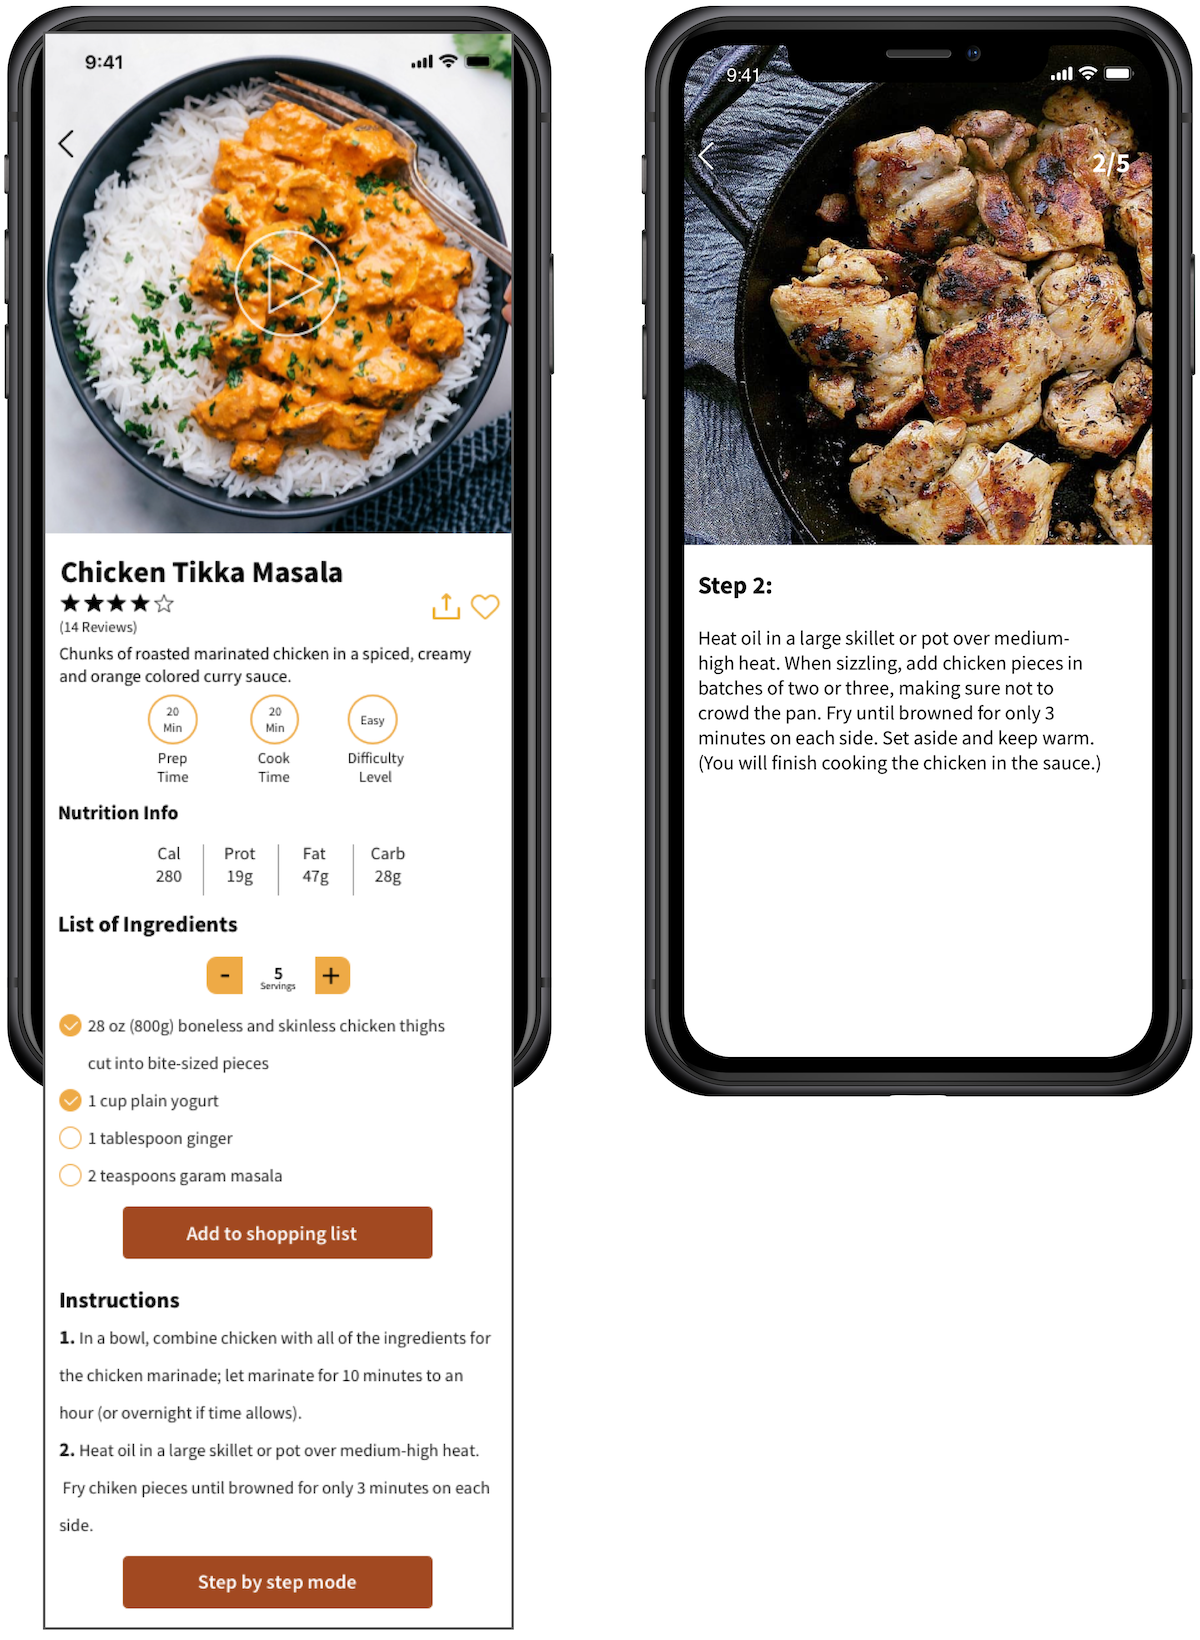 9:41
Chicken Tikka Masala
(14 Reviews)
Chunks of roasted marinated chicken in a spiced, creamy
and orange colored curry sauce.
20
Min
20
Min
Easy
Prep
Time
Cook
Time
Difficulty
Level
Nutrition Info
Cal
280
Prot
19g
Fat
47g
Carb
28g
List of Ingredients
-
5
Servings
+
28 oz (800g) boneless and skinless chicken thighs
cut into bite-sized pieces
1 cup plain yogurt
1 tablespoon ginger
2 teaspoons garam masala
Add to shopping list
Instructions
1. In a bowl, combine chicken with all of the ingredients for
the chicken marinade; let marinate for 10 minutes to an
hour (or overnight if time allows).
2. Heat oil in a large skillet or pot over medium-high heat.
Fry chiken pieces until browned for only 3 minutes on each
side.
Step by step mode
9:41
2/5
Step 2:
Heat oil in a large skillet or pot over medium-
high heat. When sizzling, add chicken pieces in
batches of two or three, making sure not to
crowd the pan. Fry until browned for only 3
minutes on each side. Set aside and keep warm.
(You will finish cooking the chicken in the sauce.)